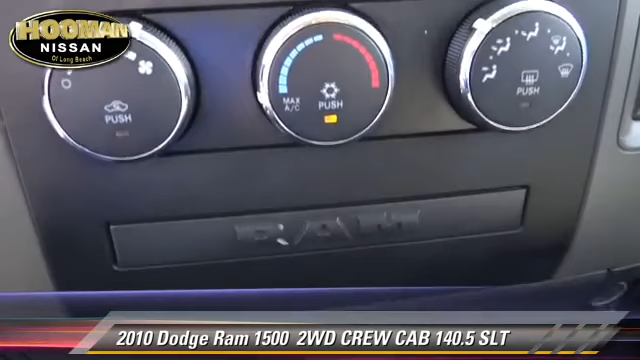 HOOMAN
NISSAN
Of Long Beach
PUSH
MAX
A/C
PUSH
PUSH
RAM
2010 Dodge Ram 1500 2WD CREW CAB 140.5 SLT